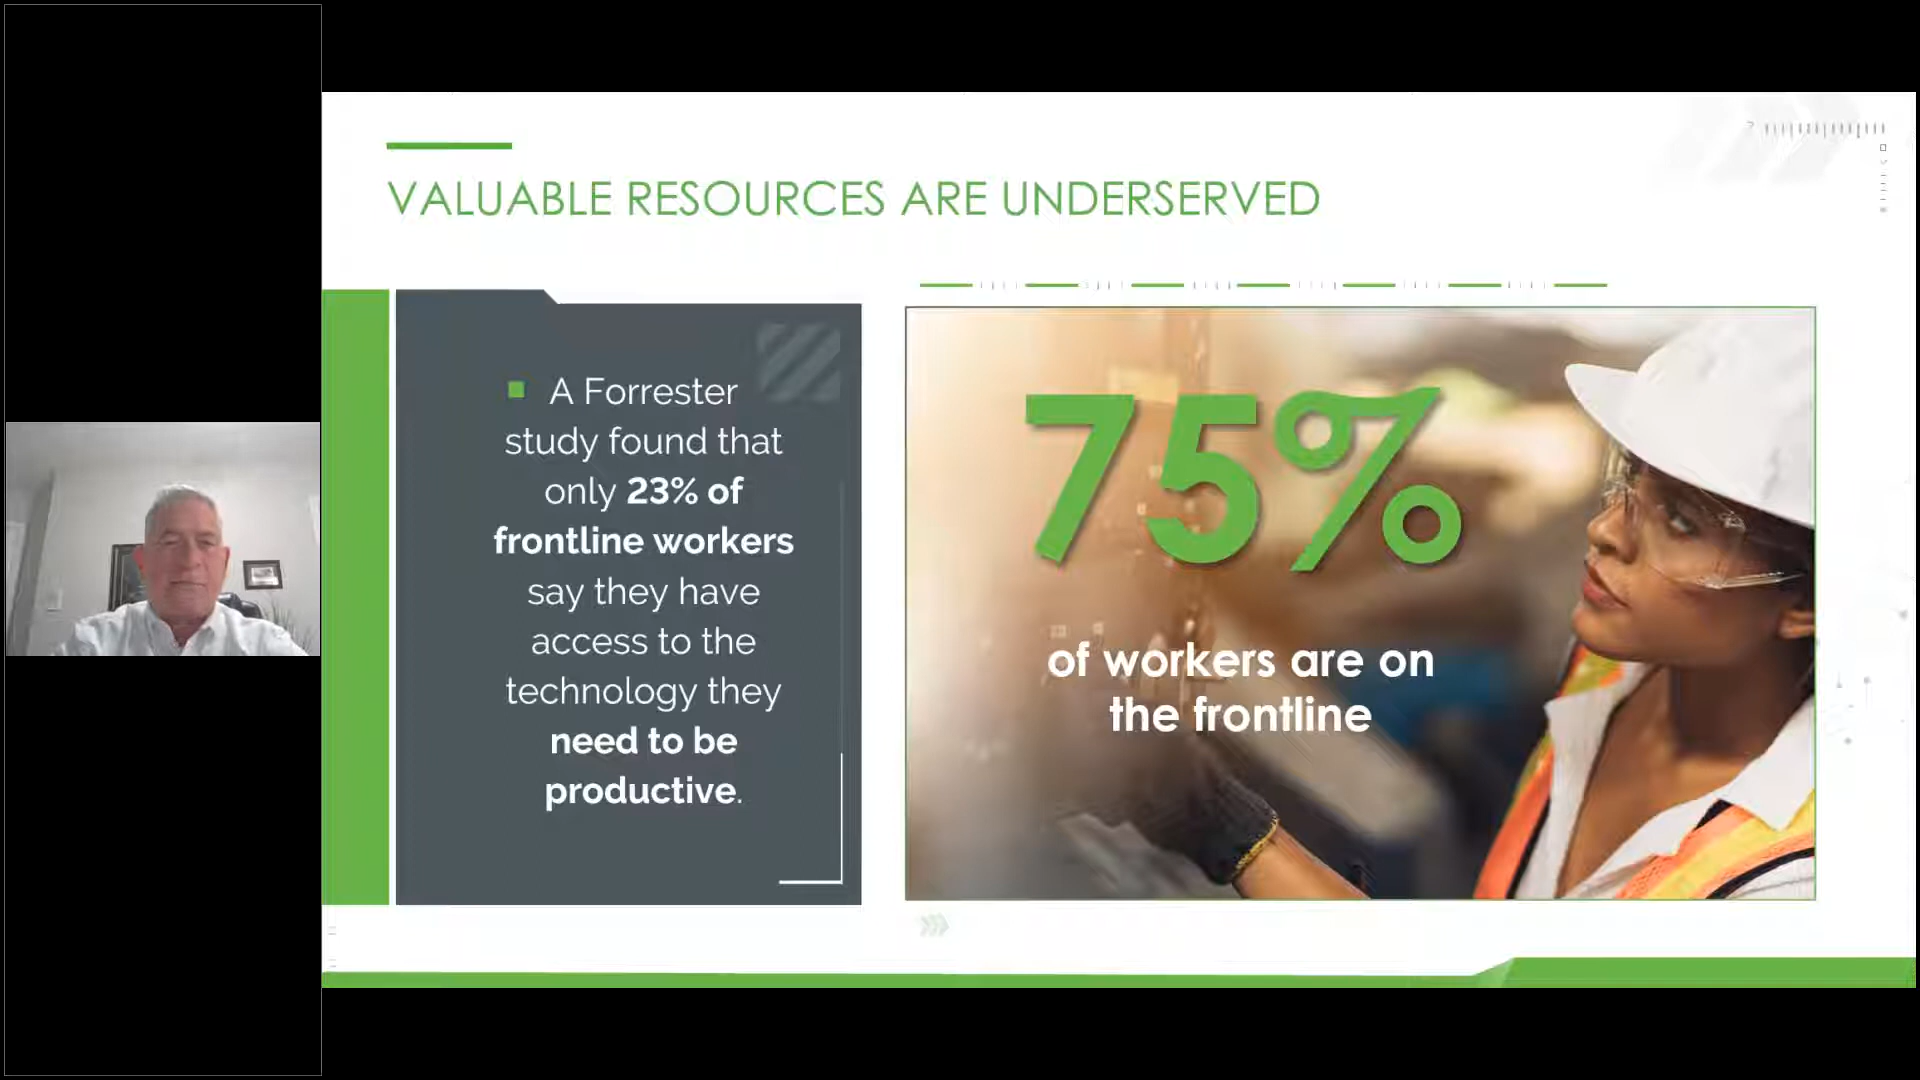 VALUABLE RESOURCES ARE UNDERSERVED
A Forrester
study found that
only 23% of
frontline workers
say they have
access to the
technology they
need to be
productive.
75%
of workers are on
the frontline